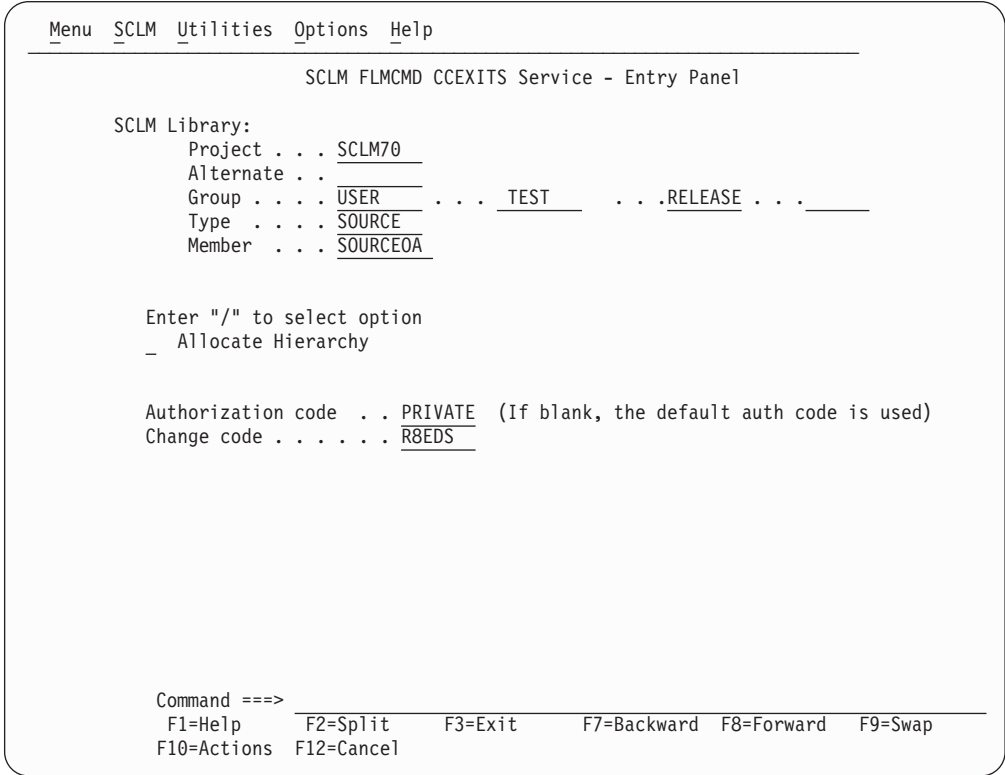 Menu SCLM Utilities Options Help
SCLM FLMCMD CCEXITS Service - Entry Panel
SCLM Library:
Project . . . SCLM70
Alternate . .
Group . . . . USER . . . TEST . . .RELEASE . . .
Type . . . . SOURCE
Member . . . SOURCEOA
Enter "/" to select option
_ Allocate Hierarchy
Authorization code . . PRIVATE (If blank, the default auth code is used)
Change code . . . . . . R8EDS
Command ===>
F1=Help F2=Split F3=Exit F7=Backward F8=Forward F9=Swap
F10=Actions F12=Cancel